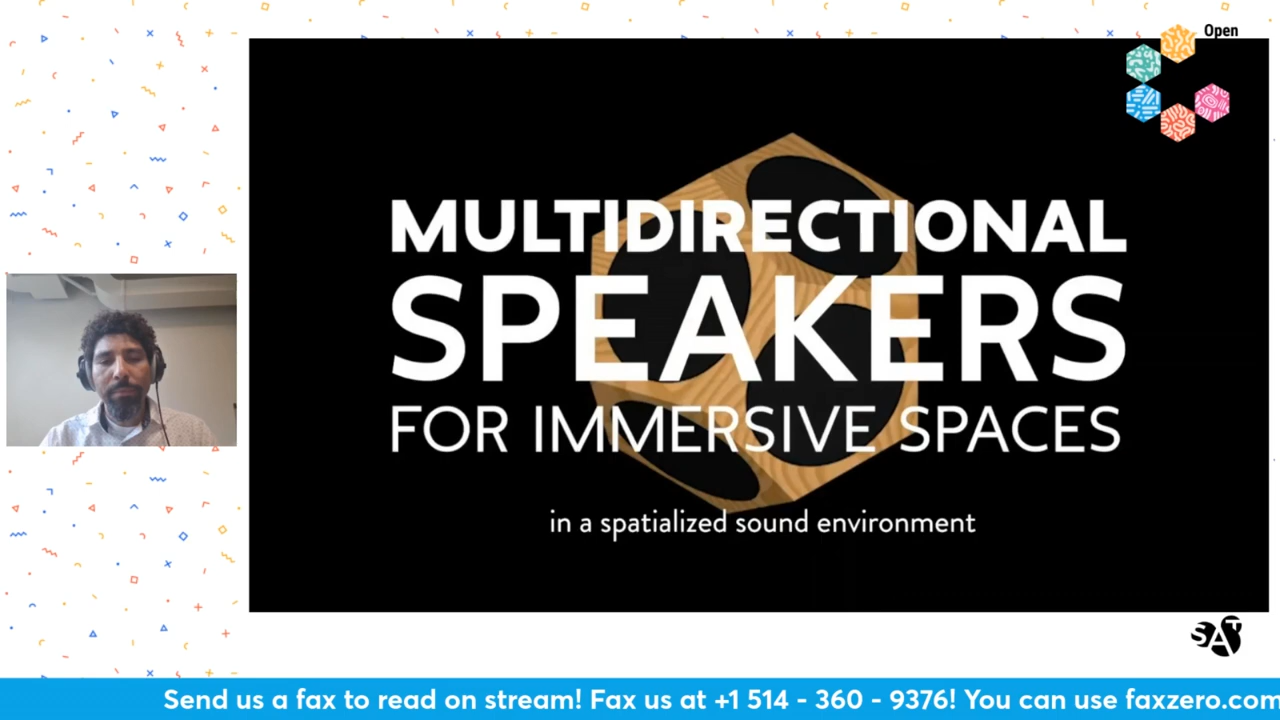 Open
MULTIDIRECTIONAL
SPEAKERS
FOR IMMERSIVE SPACES
in a spatialized sound environment
SAT
Send us a fax to read on stream! Fax us at +1 514 - 360 - 9376! You can use faxzero.com